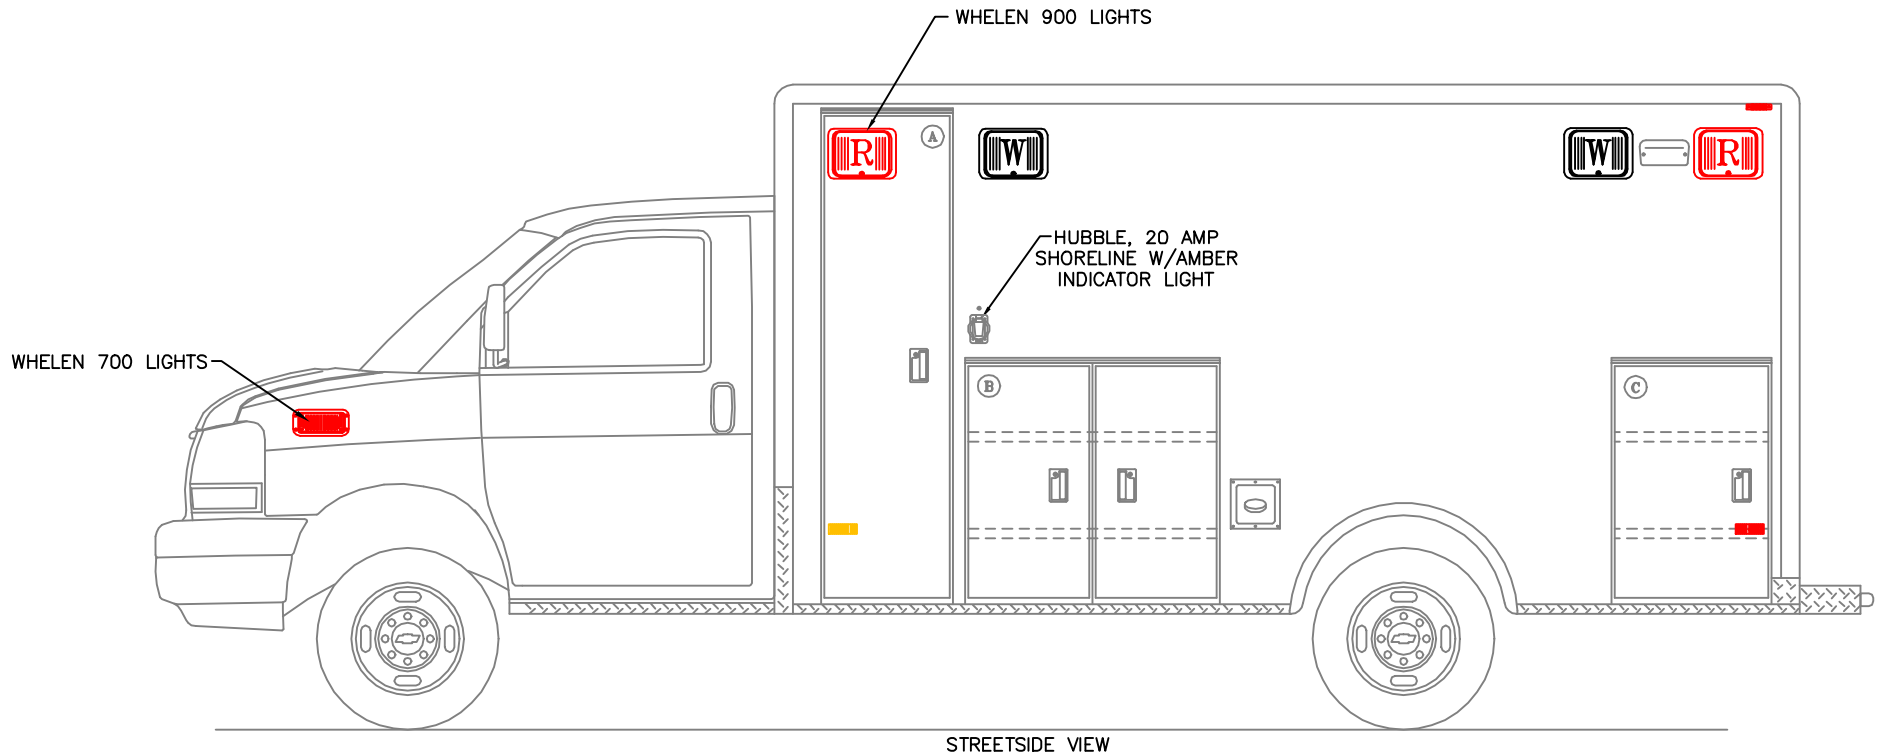 WHELEN 900 LIGHTS
R
A
W
W
R
HUBBLE, 20 AMP
SHORELINE W/AMBER
INDICATOR LIGHT
WHELEN 700 LIGHTS
B
C
STREETSIDE VIEW